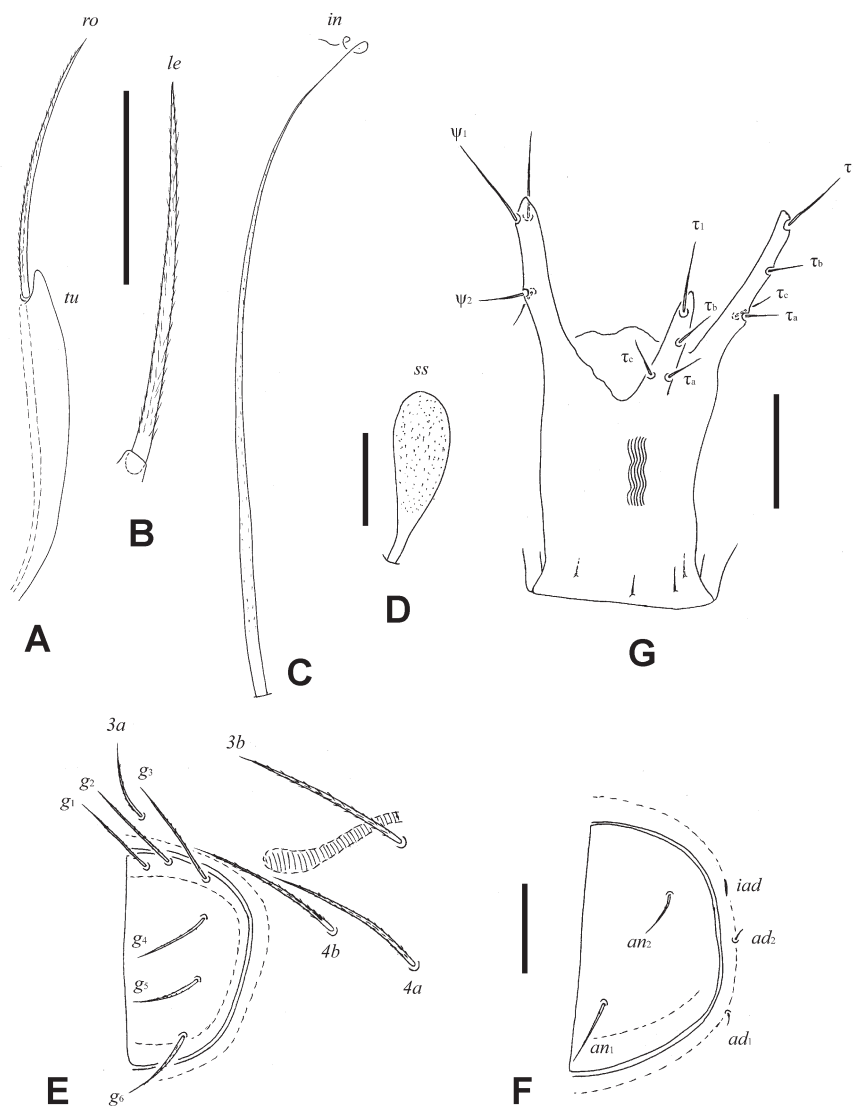 ro
in
le
ψ1
τ
τ1
tu
τb
ψ2
τc
τb
τa
τc
ss
τa
B
D
A
C
G
3a
3b
g3
g2
g1
iad
g4
4b
an2
ad2
g5
4a
an1
ad1
E
g6
F